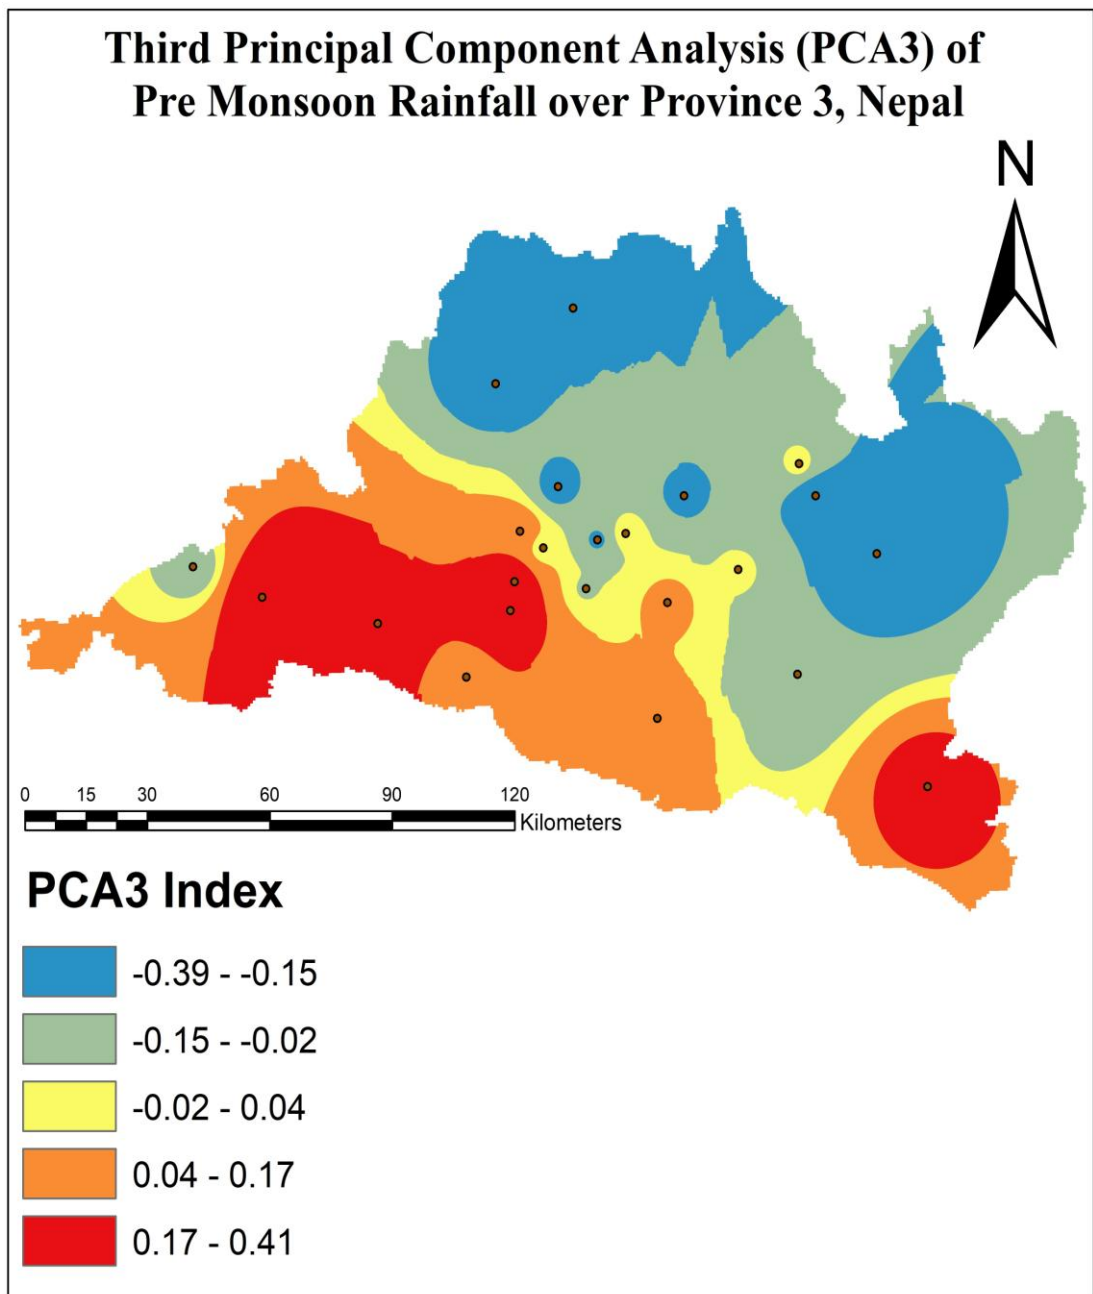 Third Principal Component Analysis (PCA3) of
Pre Monsoon Rainfall over Province 3, Nepal
N
0 15 30 60 90 120
Kilometers
PCA3 Index
-0.39 - -0.15
-0.15 - -0.02
-0.02 - 0.04
0.04 - 0.17
0.17 - 0.41